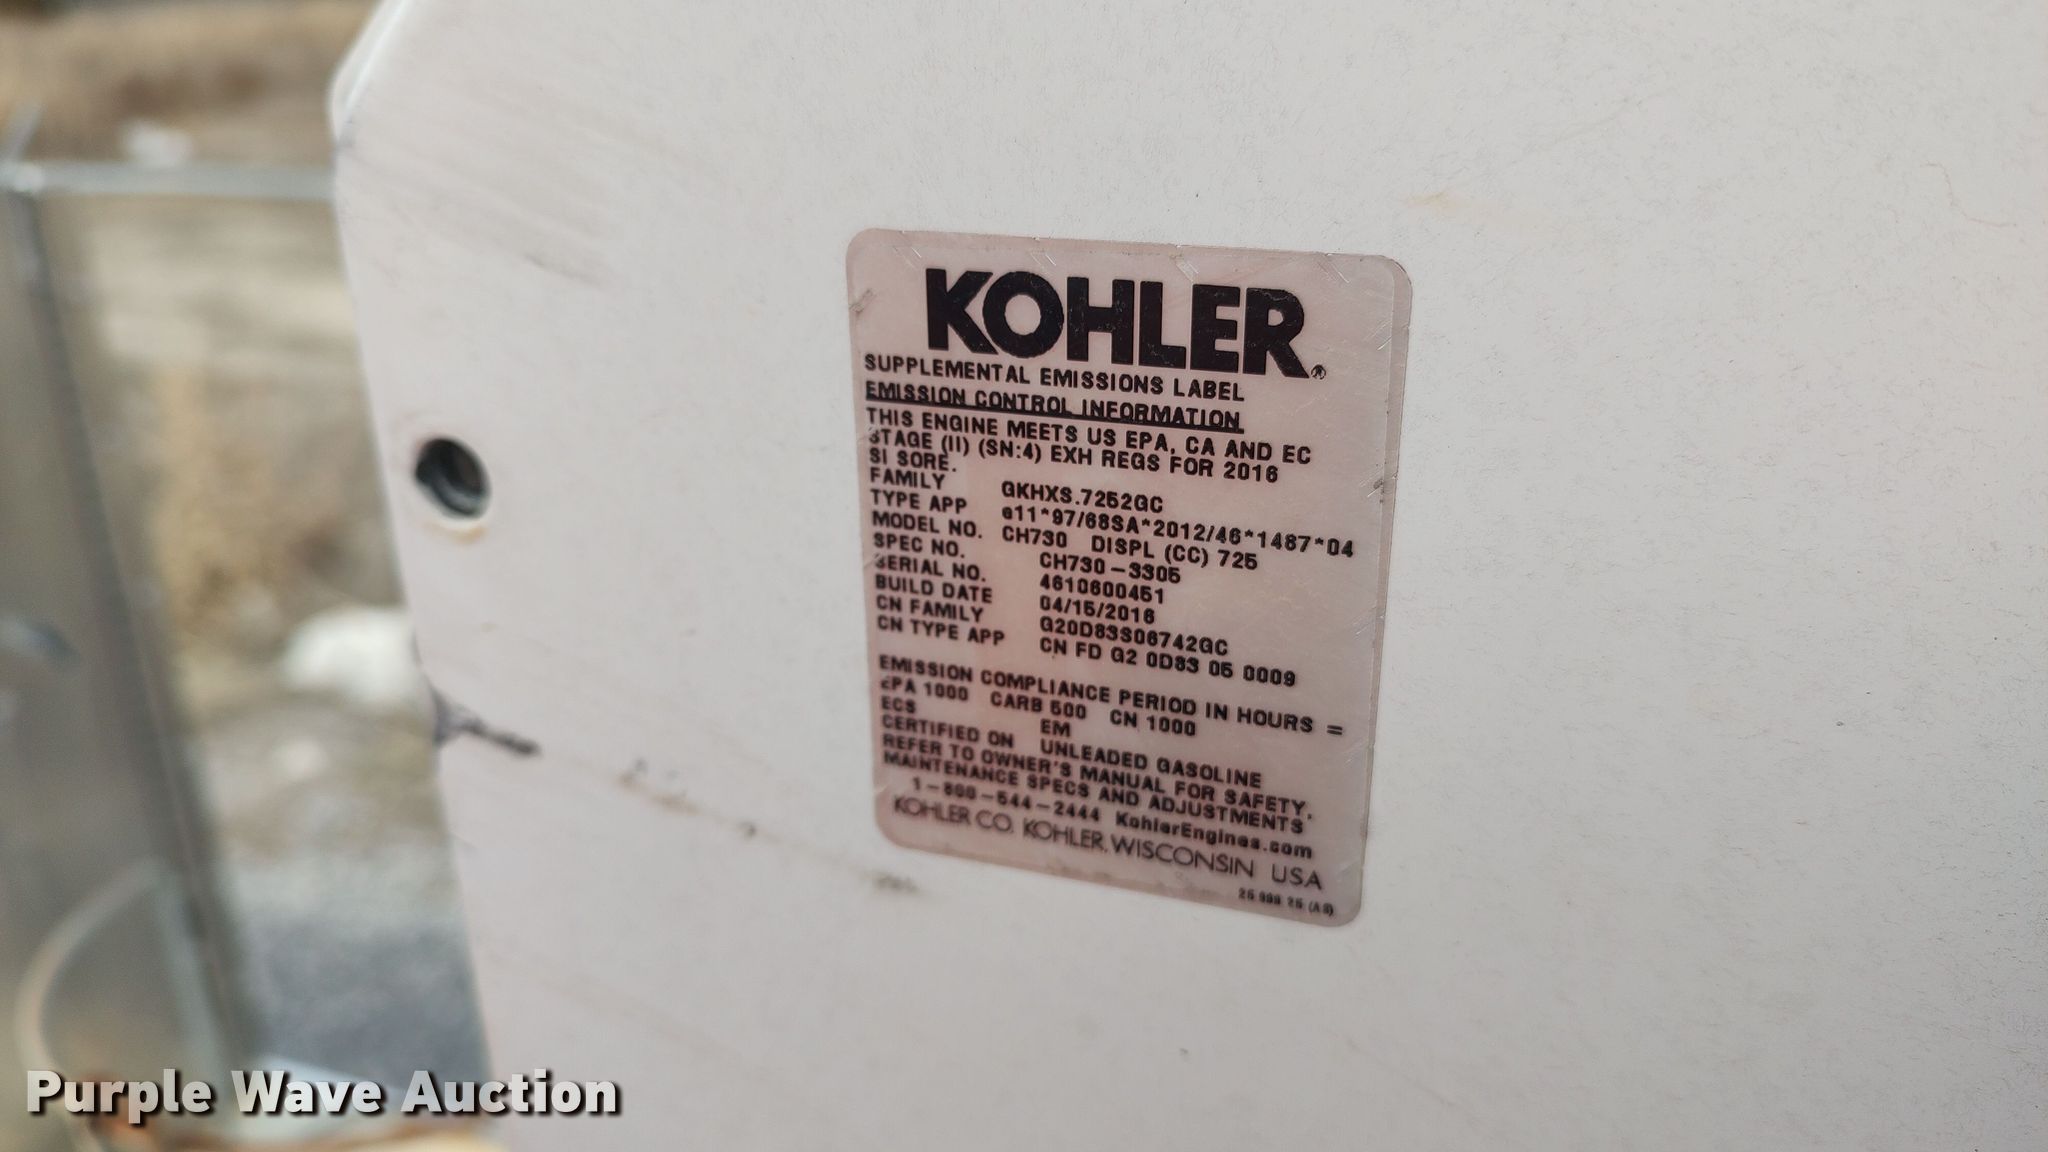 KOHLER®
SUPPLEMENTAL EMISSIONS LABEL
EMISSION CONTROL INFORMATION
THIS ENGINE MEETS US EPA, CA AND EC
STAGE (II) (SN:4) EXH REGS FOR 2016
SI SORE.
FAMILY GKHXS.7252GC
TYPE APP e11*97/68SA*2012/46*1487*04
MODEL NO. CH730 DISPL (CC) 725
SPEC NO. CH730-3305
SERIAL NO. 4610600451
BUILD DATE 04/15/2016
CN FAMILY G20D83S06742GC
CN TYPE APP CN FD G2 0D83 05 0009
EMISSION COMPLIANCE PERIOD IN HOURS =
EPA 1000 CARB 500 CN 1000
ECS EM
CERTIFIED ON UNLEADED GASOLINE
REFER TO OWNER'S MANUAL FOR SAFETY,
MAINTENANCE SPECS AND ADJUSTMENTS
1-800-544-2444 KohlerEngines.com
KOHLER CO. KOHLER, WISCONSIN USA
Purple Wave Auction